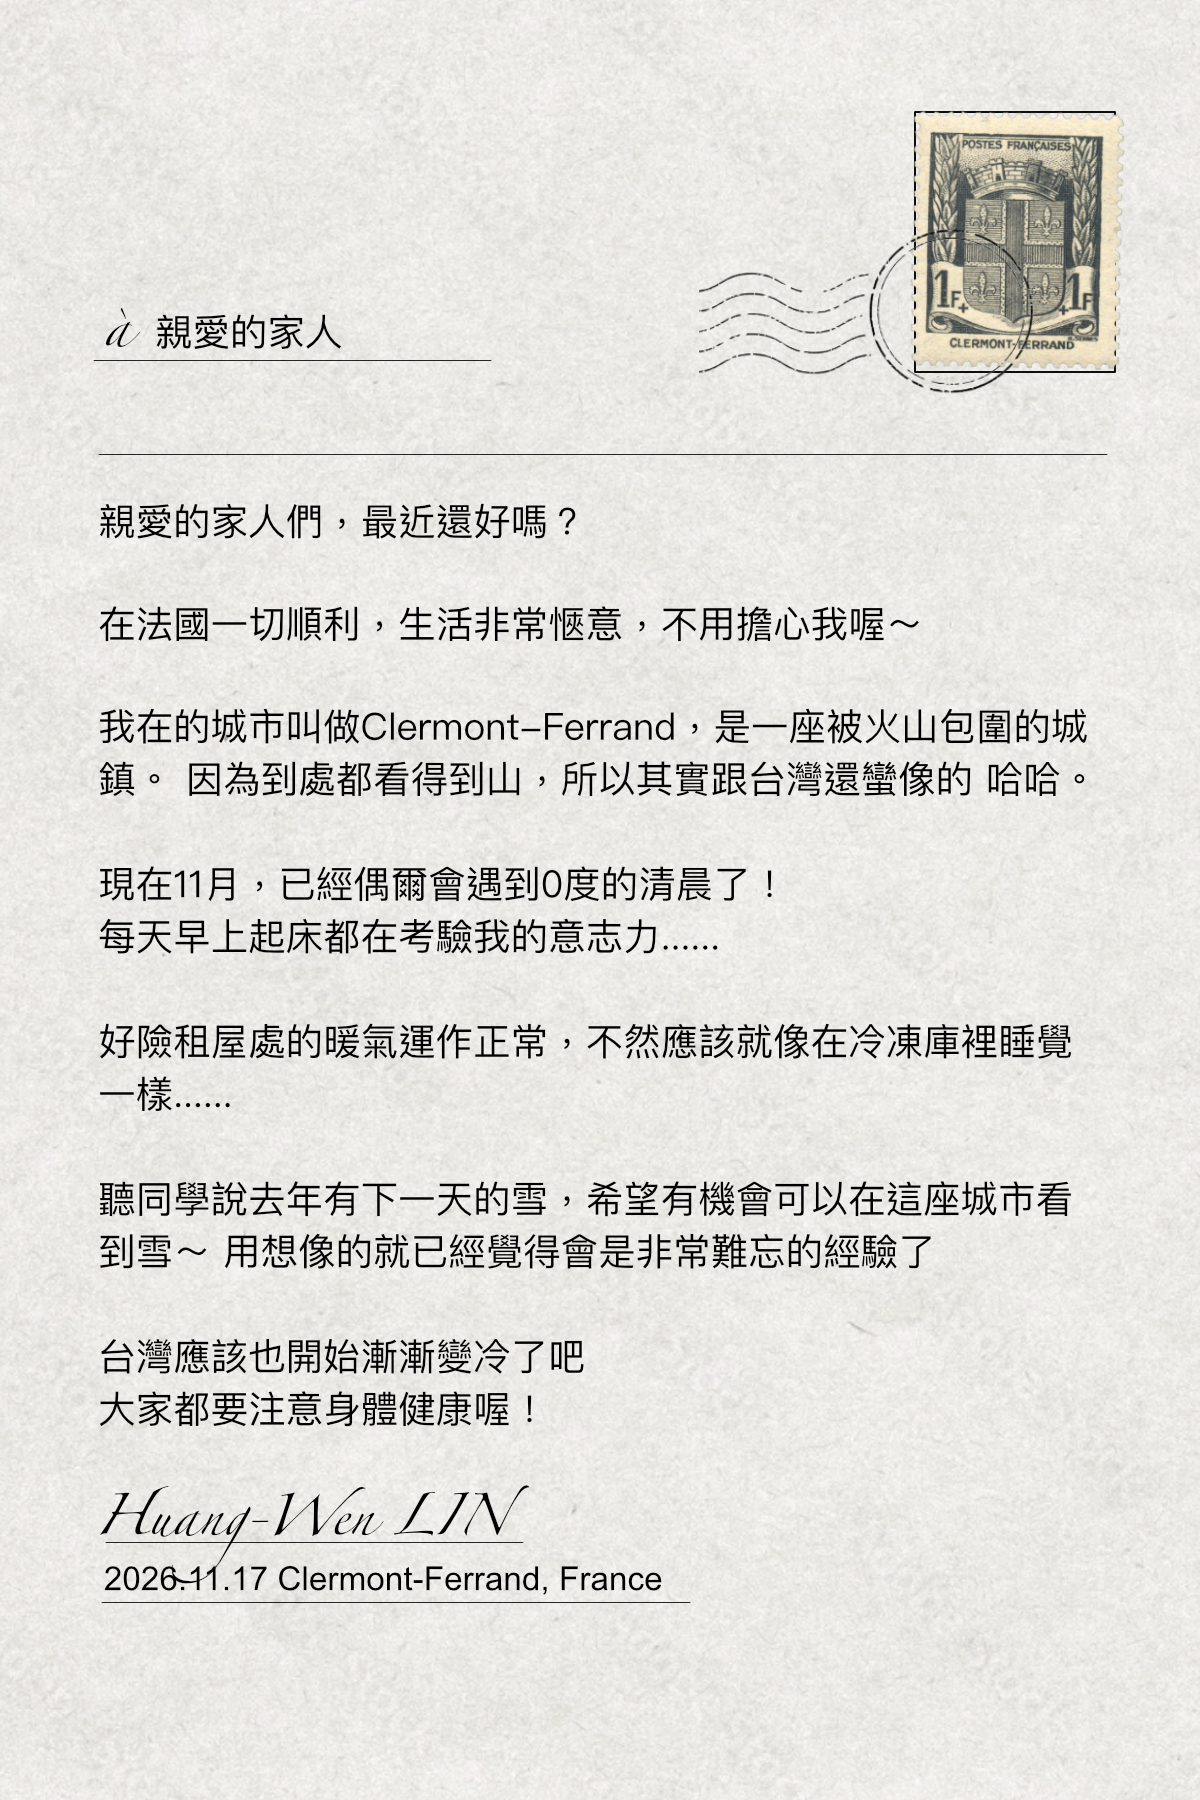 POSTES FRANÇAISES
1F+
+1F
CLERMONT-FERRAND
à 親愛的家人
親愛的家人們，最近還好嗎？
在法國一切順利，生活非常愜意，不用擔心我喔～
我在的城市叫做Clermont–Ferrand，是一座被火山包圍的城
鎮。 因為到處都看得到山，所以其實跟台灣還蠻像的 哈哈。
現在11月，已經偶爾會遇到0度的清晨了！
每天早上起床都在考驗我的意志力......
好險租屋處的暖氣運作正常，不然應該就像在冷凍庫裡睡覺
一樣......
聽同學說去年有下一天的雪，希望有機會可以在這座城市看
到雪～ 用想像的就已經覺得會是非常難忘的經驗了
台灣應該也開始漸漸變冷了吧
大家都要注意身體健康喔！
Huang-Wen LIN
2026.11.17 Clermont-Ferrand, France